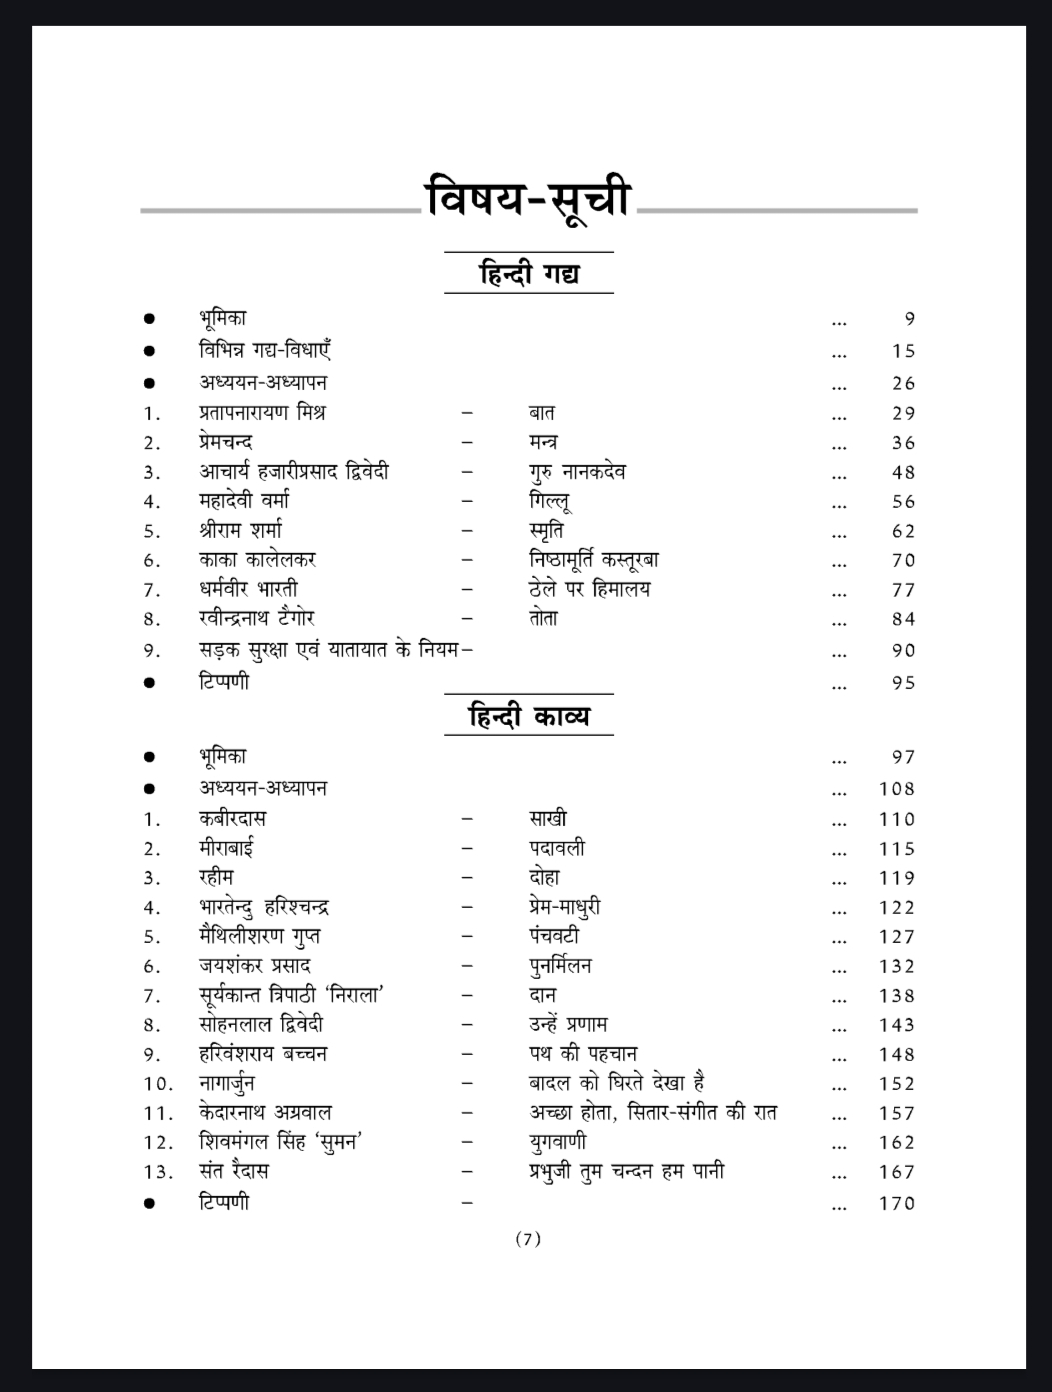 विषय-सूची
हिन्दी गद्य
● भूमिका ... 9
● विभिन्न गद्य-विधाएँ ... 15
● अध्ययन-अध्यापन ... 26
1. प्रतापनारायण मिश्र – बात ... 29
2. प्रेमचन्द – मन्त्र ... 36
3. आचार्य हजारीप्रसाद द्विवेदी – गुरु नानकदेव ... 48
4. महादेवी वर्मा – गिल्लू ... 56
5. श्रीराम शर्मा – स्मृति ... 62
6. काका कालेलकर – निष्ठामूर्ति कस्तूरबा ... 70
7. धर्मवीर भारती – ठेले पर हिमालय ... 77
8. रवीन्द्रनाथ टैगोर – तोता ... 84
9. सड़क सुरक्षा एवं यातायात के नियम– ... 90
● टिप्पणी ... 95
हिन्दी काव्य
● भूमिका ... 97
● अध्ययन-अध्यापन ... 108
1. कबीरदास – साखी ... 110
2. मीराबाई – पदावली ... 115
3. रहीम – दोहा ... 119
4. भारतेन्दु हरिश्चन्द्र – प्रेम-माधुरी ... 122
5. मैथिलीशरण गुप्त – पंचवटी ... 127
6. जयशंकर प्रसाद – पुनर्मिलन ... 132
7. सूर्यकान्त त्रिपाठी ‘निराला’ – दान ... 138
8. सोहनलाल द्विवेदी – उन्हें प्रणाम ... 143
9. हरिवंशराय बच्चन – पथ की पहचान ... 148
10. नागार्जुन – बादल को घिरते देखा है ... 152
11. केदारनाथ अग्रवाल – अच्छा होता, सितार-संगीत की रात ... 157
12. शिवमंगल सिंह ‘सुमन’ – युगवाणी ... 162
13. संत रैदास – प्रभुजी तुम चन्दन हम पानी ... 167
● टिप्पणी – ... 170
(7)